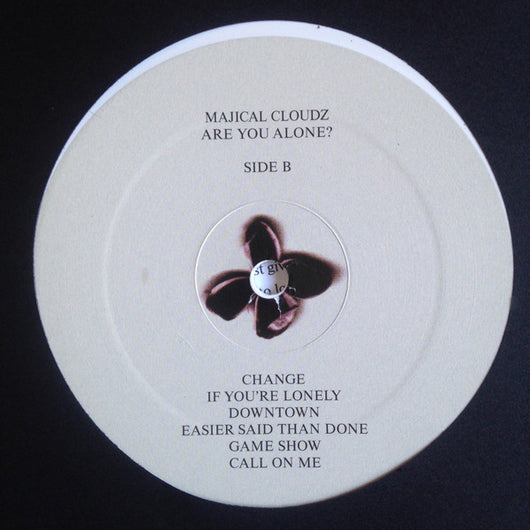 MAJICAL CLOUDZ
ARE YOU ALONE?
SIDE B
CHANGE
IF YOU'RE LONELY
DOWNTOWN
EASIER SAID THAN DONE
GAME SHOW
CALL ON ME